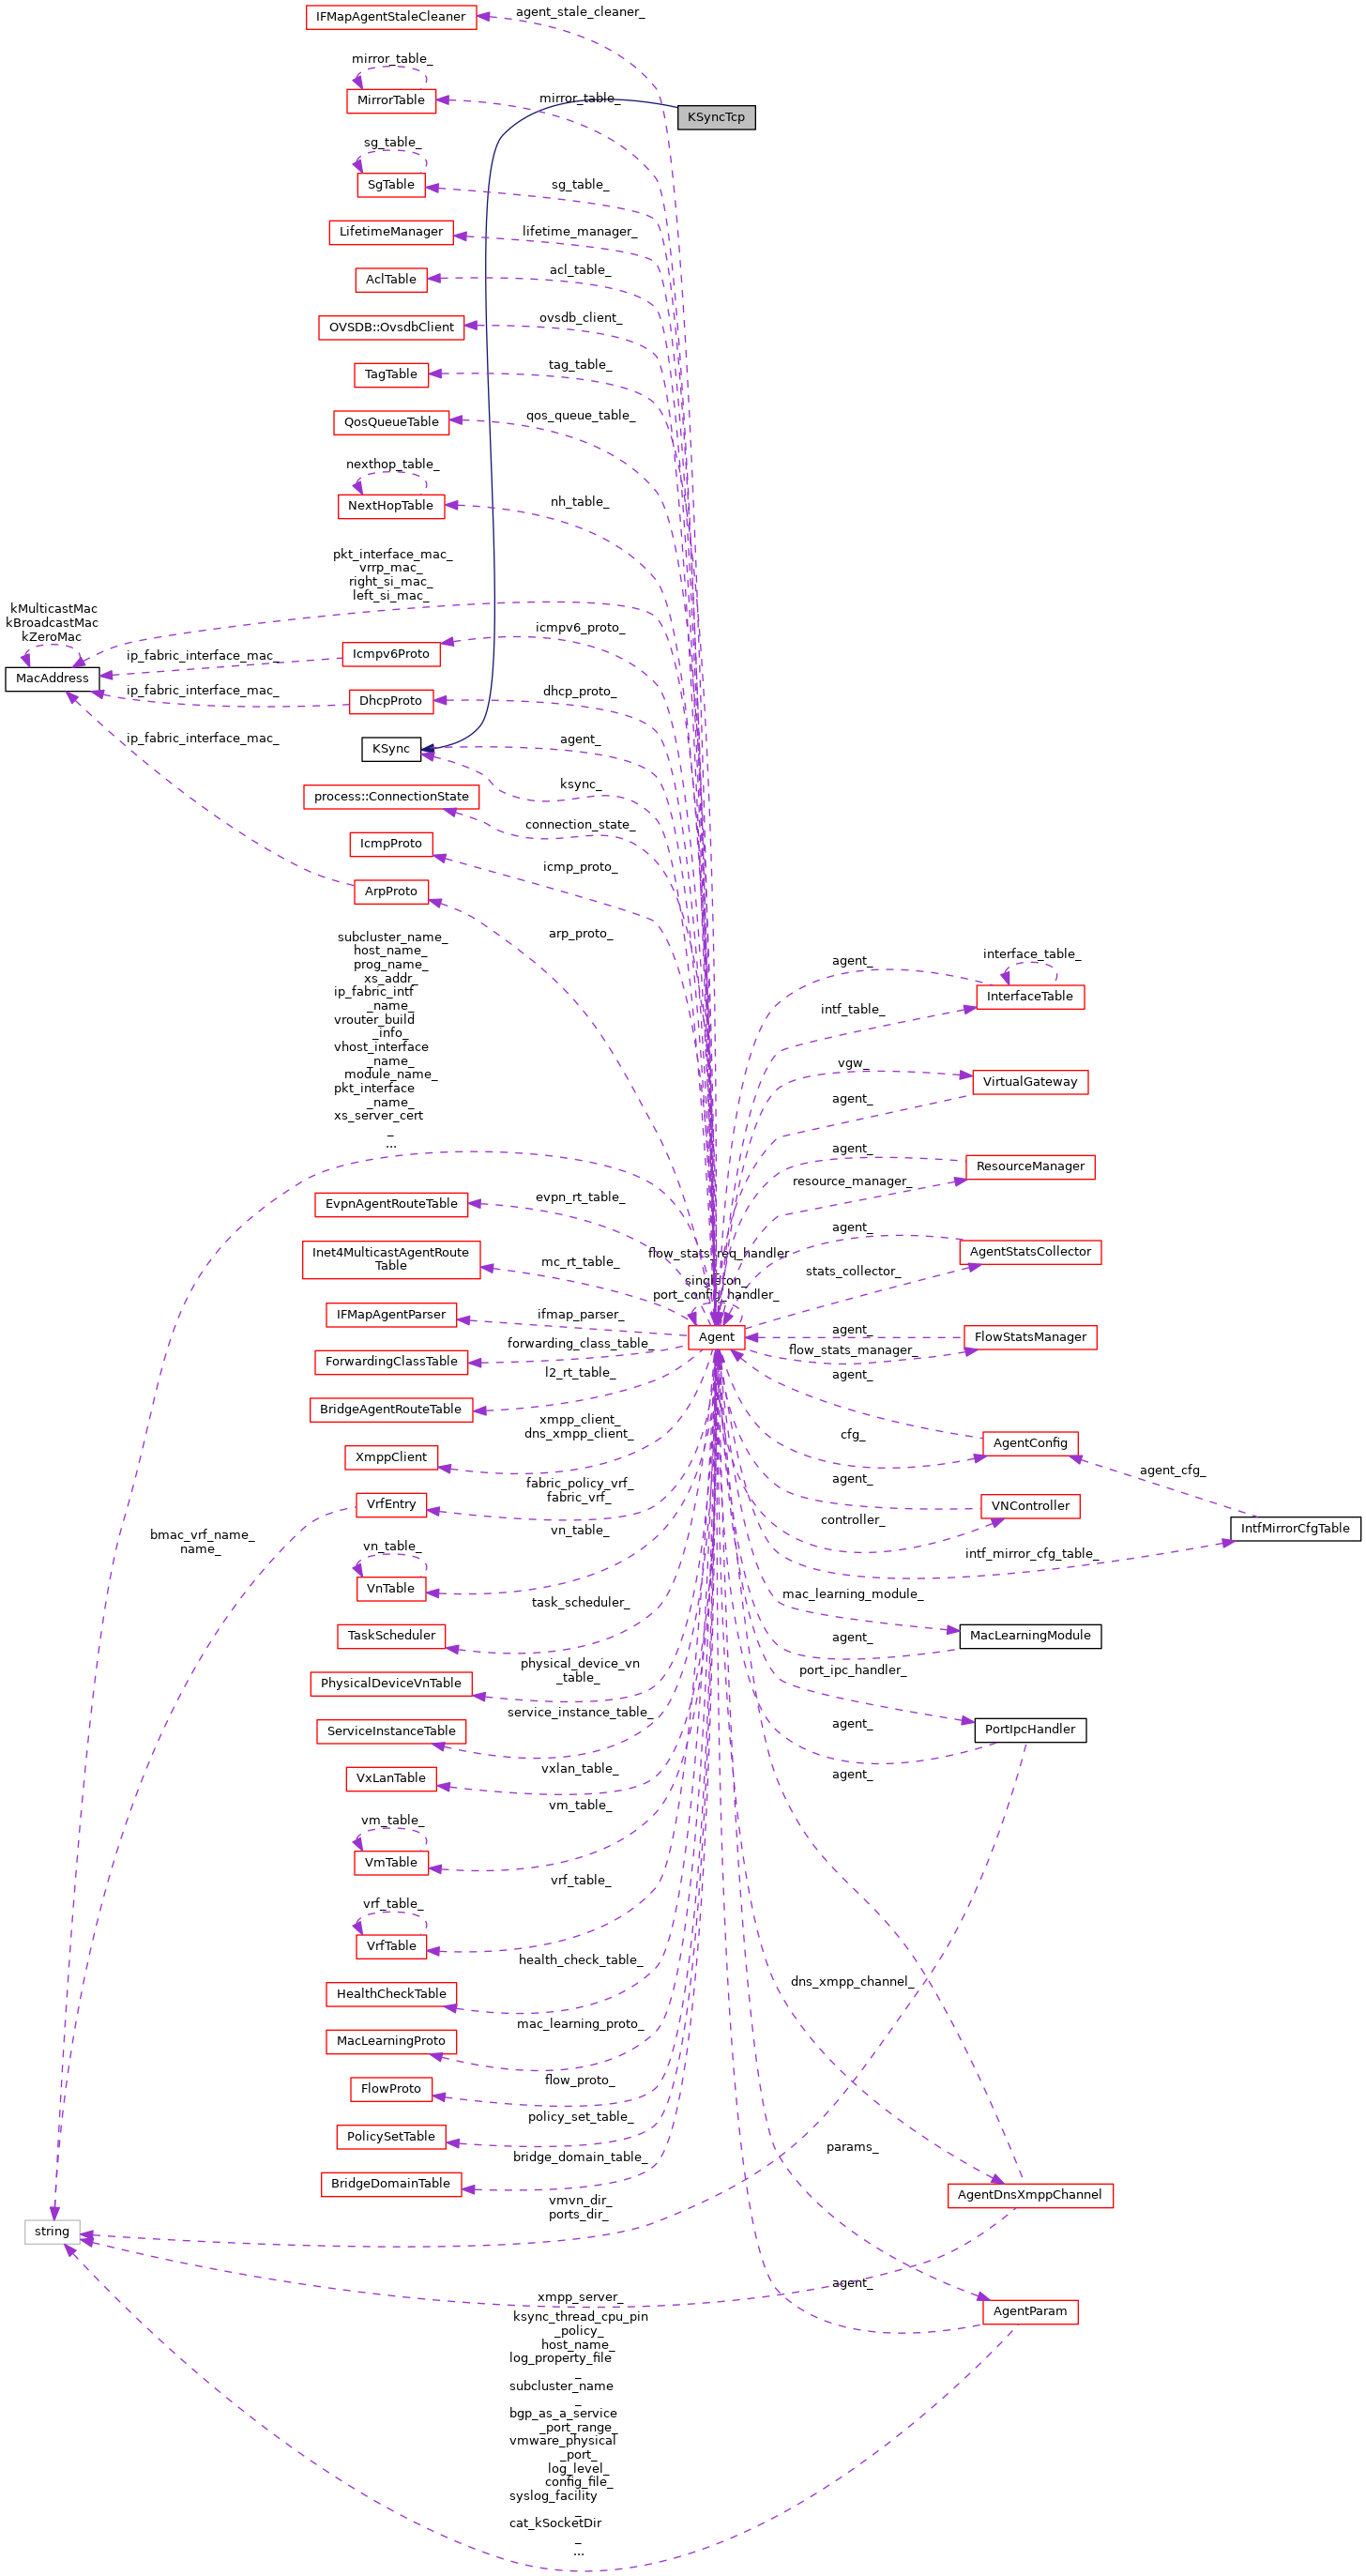 IFMapAgentStaleCleaner
agent_stale_cleaner_
mirror_table_
MirrorTable
mirror_table_
KSyncTcp
sg_table_
SgTable
sg_table_
LifetimeManager
lifetime_manager_
AclTable
acl_table_
OVSDB::OvsdbClient
ovsdb_client_
TagTable
tag_table_
QosQueueTable
qos_queue_table_
nexthop_table_
NextHopTable
nh_table_
pkt_interface_mac_
vrrp_mac_
right_si_mac_
left_si_mac_
kMulticastMac
kBroadcastMac
kZeroMac
MacAddress
ip_fabric_interface_mac_
Icmpv6Proto
icmpv6_proto_
ip_fabric_interface_mac_
DhcpProto
dhcp_proto_
ip_fabric_interface_mac_
KSync
agent_
ksync_
process::ConnectionState
connection_state_
IcmpProto
icmp_proto_
ArpProto
arp_proto_
subcluster_name_
host_name_
prog_name_
xs_addr_
ip_fabric_intf
_name_
vrouter_build
_info_
vhost_interface
_name_
module_name_
pkt_interface
_name_
xs_server_cert
_
...
interface_table_
InterfaceTable
agent_
intf_table_
vgw_
VirtualGateway
agent_
agent_
ResourceManager
resource_manager_
EvpnAgentRouteTable
evpn_rt_table_
agent_
AgentStatsCollector
stats_collector_
Inet4MulticastAgentRoute
Table
mc_rt_table_
flow_stats_req_handler
singleton_
port_config_handler_
Agent
IFMapAgentParser
ifmap_parser_
agent_
FlowStatsManager
flow_stats_manager_
ForwardingClassTable
forwarding_class_table_
agent_
BridgeAgentRouteTable
l2_rt_table_
XmppClient
xmpp_client_
dns_xmpp_client_
cfg_
AgentConfig
agent_cfg_
VrfEntry
fabric_policy_vrf_
fabric_vrf_
agent_
VNController
controller_
IntfMirrorCfgTable
intf_mirror_cfg_table_
bmac_vrf_name_
name_
vn_table_
vn_table_
VnTable
task_scheduler_
TaskScheduler
mac_learning_module_
MacLearningModule
agent_
PhysicalDeviceVnTable
physical_device_vn
_table_
port_ipc_handler_
PortIpcHandler
agent_
ServiceInstanceTable
service_instance_table_
VxLanTable
vxlan_table_
agent_
vm_table_
VmTable
vm_table_
vrf_table_
VrfTable
vrf_table_
HealthCheckTable
health_check_table_
dns_xmpp_channel_
MacLearningProto
mac_learning_proto_
FlowProto
flow_proto_
PolicySetTable
policy_set_table_
BridgeDomainTable
bridge_domain_table_
params_
AgentDnsXmppChannel
string
vmvn_dir_
ports_dir_
xmpp_server_
agent_
AgentParam
ksync_thread_cpu_pin
_policy_
host_name_
log_property_file
_
subcluster_name
_
bgp_as_a_service
_port_range_
vmware_physical
_port_
log_level_
config_file_
syslog_facility
_
cat_kSocketDir
_
...